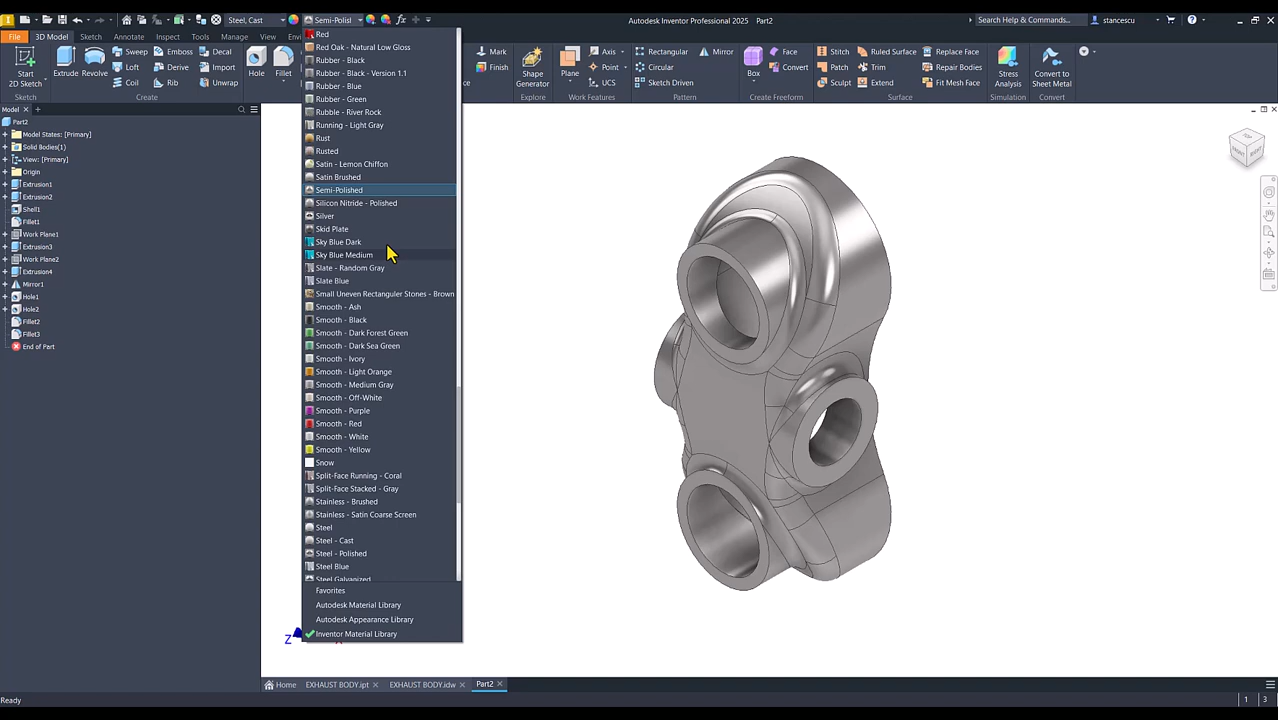 Steel, Cast
Semi-Polisl
fx
Autodesk Inventor Professional 2025 Part2
Search Help & Commands...
stancescu
File
3D Model
Sketch
Annotate
Inspect
Tools
Manage
View
Start
2D Sketch
Extrude
Revolve
Sweep
Loft
Coil
Emboss
Derive
Rib
Decal
Import
Unwrap
Hole
Fillet
Mark
Finish
Shape
Generator
Plane
Axis
Point
UCS
Rectangular
Circular
Sketch Driven
Mirror
Box
Face
Convert
Stitch
Patch
Sculpt
Ruled Surface
Trim
Extend
Replace Face
Repair Bodies
Fit Mesh Face
Stress
Analysis
Convert to
Sheet Metal
Sketch
Create
Explore
Work Features
Pattern
Create Freeform
Surface
Simulation
Convert
Model
Part2
Model States: [Primary]
Solid Bodies(1)
View: [Primary]
Origin
Extrusion1
Extrusion2
Shell1
Fillet1
Work Plane1
Extrusion3
Work Plane2
Extrusion4
Mirror1
Hole1
Hole2
Fillet2
Fillet3
End of Part
Red
Red Oak - Natural Low Gloss
Rubber - Black
Rubber - Black - Version 1.1
Rubber - Blue
Rubber - Green
Rubble - River Rock
Running - Light Gray
Rust
Rusted
Satin - Lemon Chiffon
Satin Brushed
Semi-Polished
Silicon Nitride - Polished
Silver
Skid Plate
Sky Blue Dark
Sky Blue Medium
Slate - Random Gray
Slate Blue
Small Uneven Rectanguler Stones - Brown
Smooth - Ash
Smooth - Black
Smooth - Dark Forest Green
Smooth - Dark Sea Green
Smooth - Ivory
Smooth - Light Orange
Smooth - Medium Gray
Smooth - Off-White
Smooth - Purple
Smooth - Red
Smooth - White
Smooth - Yellow
Snow
Split-Face Running - Coral
Split-Face Stacked - Gray
Stainless - Brushed
Stainless - Satin Coarse Screen
Steel
Steel - Cast
Steel - Polished
Steel Blue
Steel Galvanized
Favorites
Autodesk Material Library
Autodesk Appearance Library
Inventor Material Library
TOP
FRONT
RIGHT
Z
Home
EXHAUST BODY.ipt
EXHAUST BODY.idw
Part2
Ready
1
3